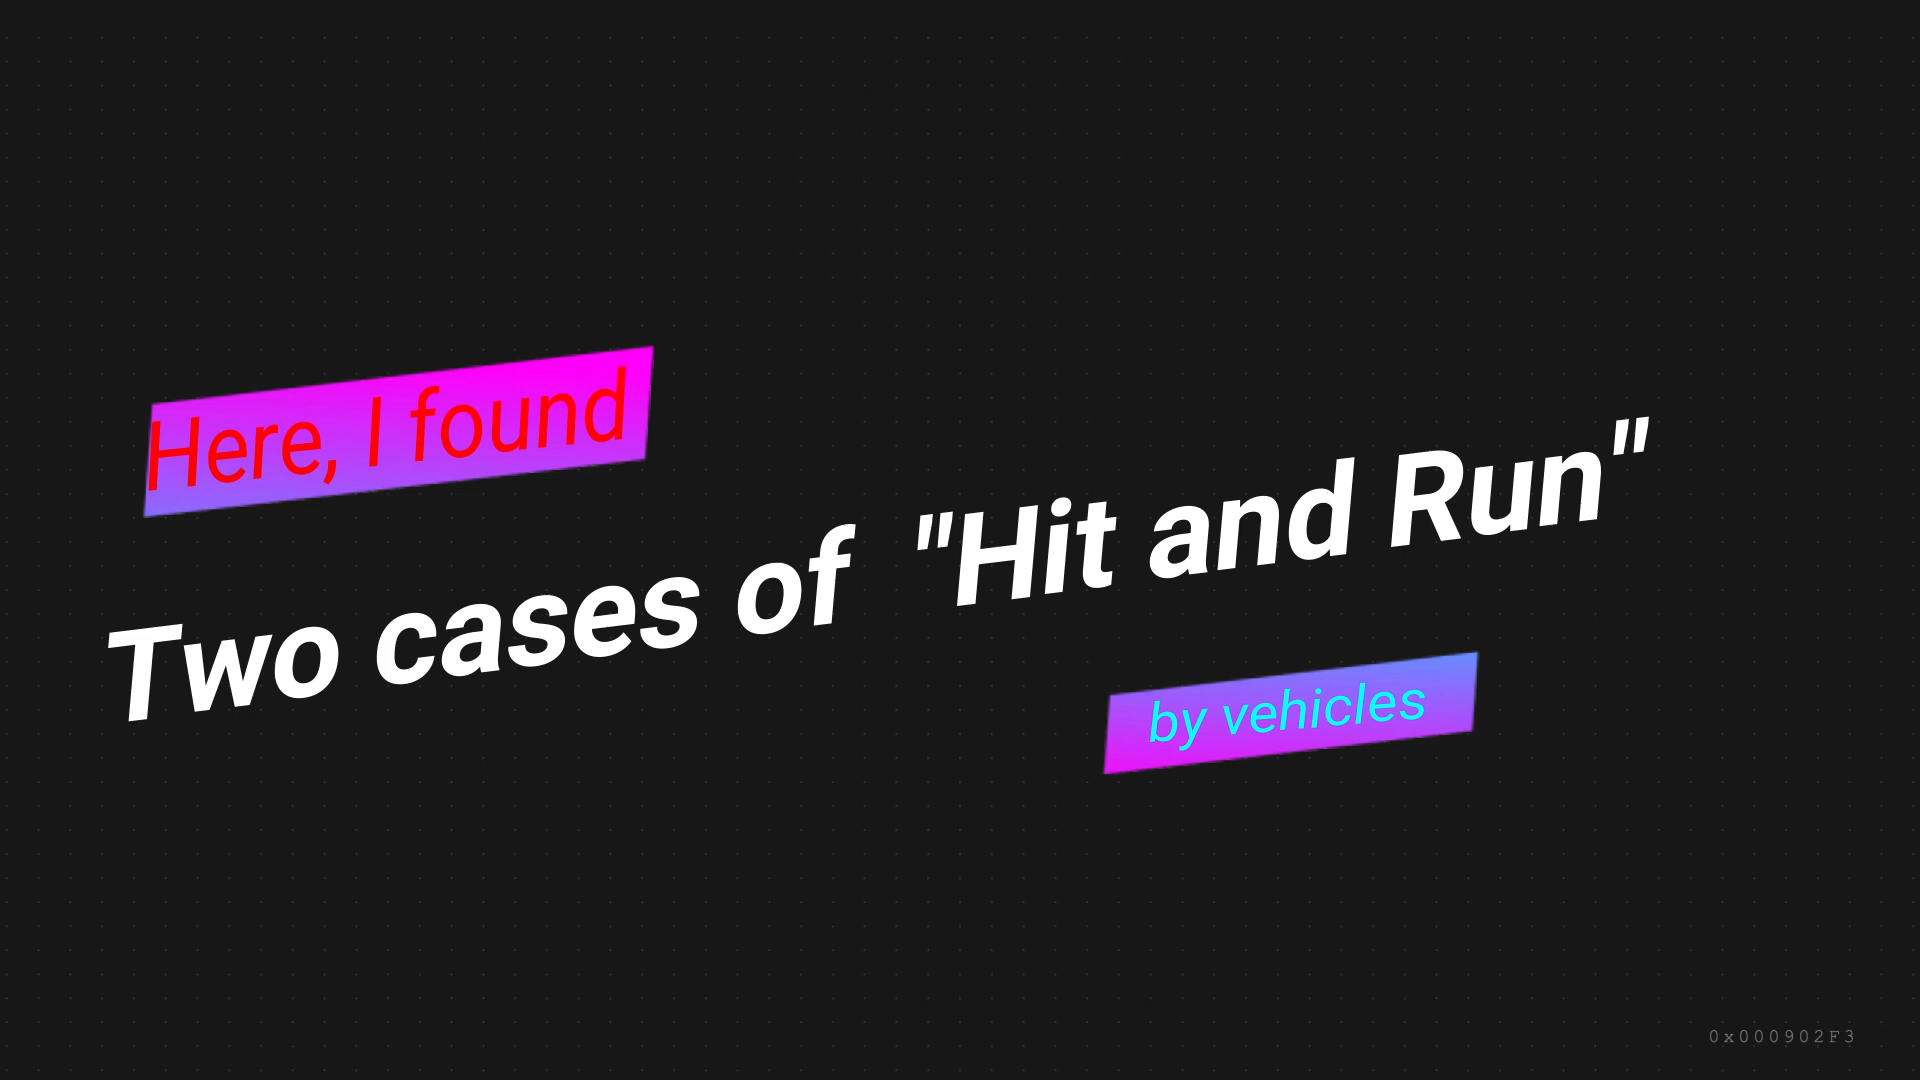 Here, I found
Two cases of "Hit and Run"
by vehicles
0x000902F3